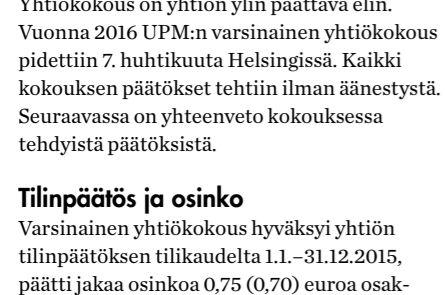 Yhtiökokous on yhtiön ylin päättävä elin.
Vuonna 2016 UPM:n varsinainen yhtiökokous
pidettiin 7. huhtikuuta Helsingissä. Kaikki
kokouksen päätökset tehtiin ilman äänestystä.
Seuraavassa on yhteenveto kokouksessa
tehdyistä päätöksistä.
Tilinpäätös ja osinko
Varsinainen yhtiökokous hyväksyi yhtiön
tilinpäätöksen tilikaudelta 1.1.–31.12.2015,
päätti jakaa osinkoa 0,75 (0,70) euroa osak-